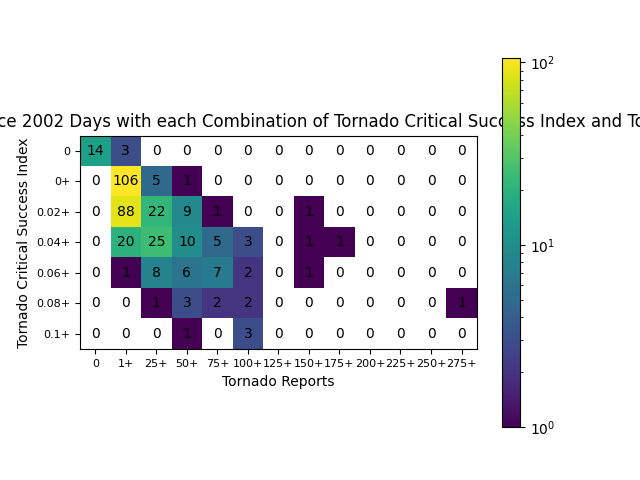 ce 2002 Days with each Combination of Tornado Critical Success Index and To
Tornado Critical Success Index
0 14 3 0 0 0 0 0 0 0 0 0 0 0
0+ 0 106 5 1 0 0 0 0 0 0 0 0 0
0.02+ 0 88 22 9 1 0 0 1 0 0 0 0 0
0.04+ 0 20 25 10 5 3 0 1 1 0 0 0 0
0.06+ 0 1 8 6 7 2 0 1 0 0 0 0 0
0.08+ 0 0 1 3 2 2 0 0 0 0 0 0 1
0.1+ 0 0 0 1 0 3 0 0 0 0 0 0 0
0 1+ 25+ 50+ 75+ 100+ 125+ 150+ 175+ 200+ 225+ 250+ 275+
Tornado Reports
10²
10¹
10⁰